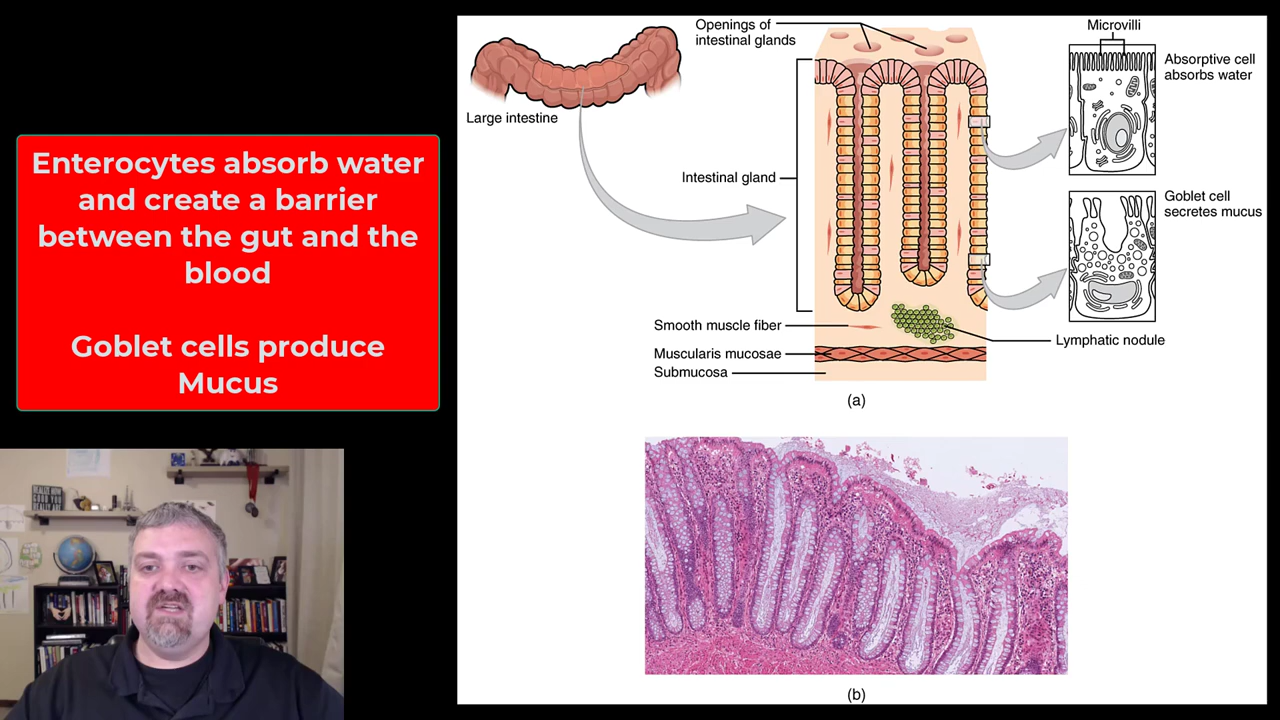 Enterocytes absorb water
and create a barrier
between the gut and the
blood
Goblet cells produce
Mucus
Openings of
intestinal glands
Large intestine
Intestinal gland
Smooth muscle fiber
Muscularis mucosae
Submucosa
Microvilli
Absorptive cell
absorbs water
Goblet cell
secretes mucus
Lymphatic nodule
(a)
(b)